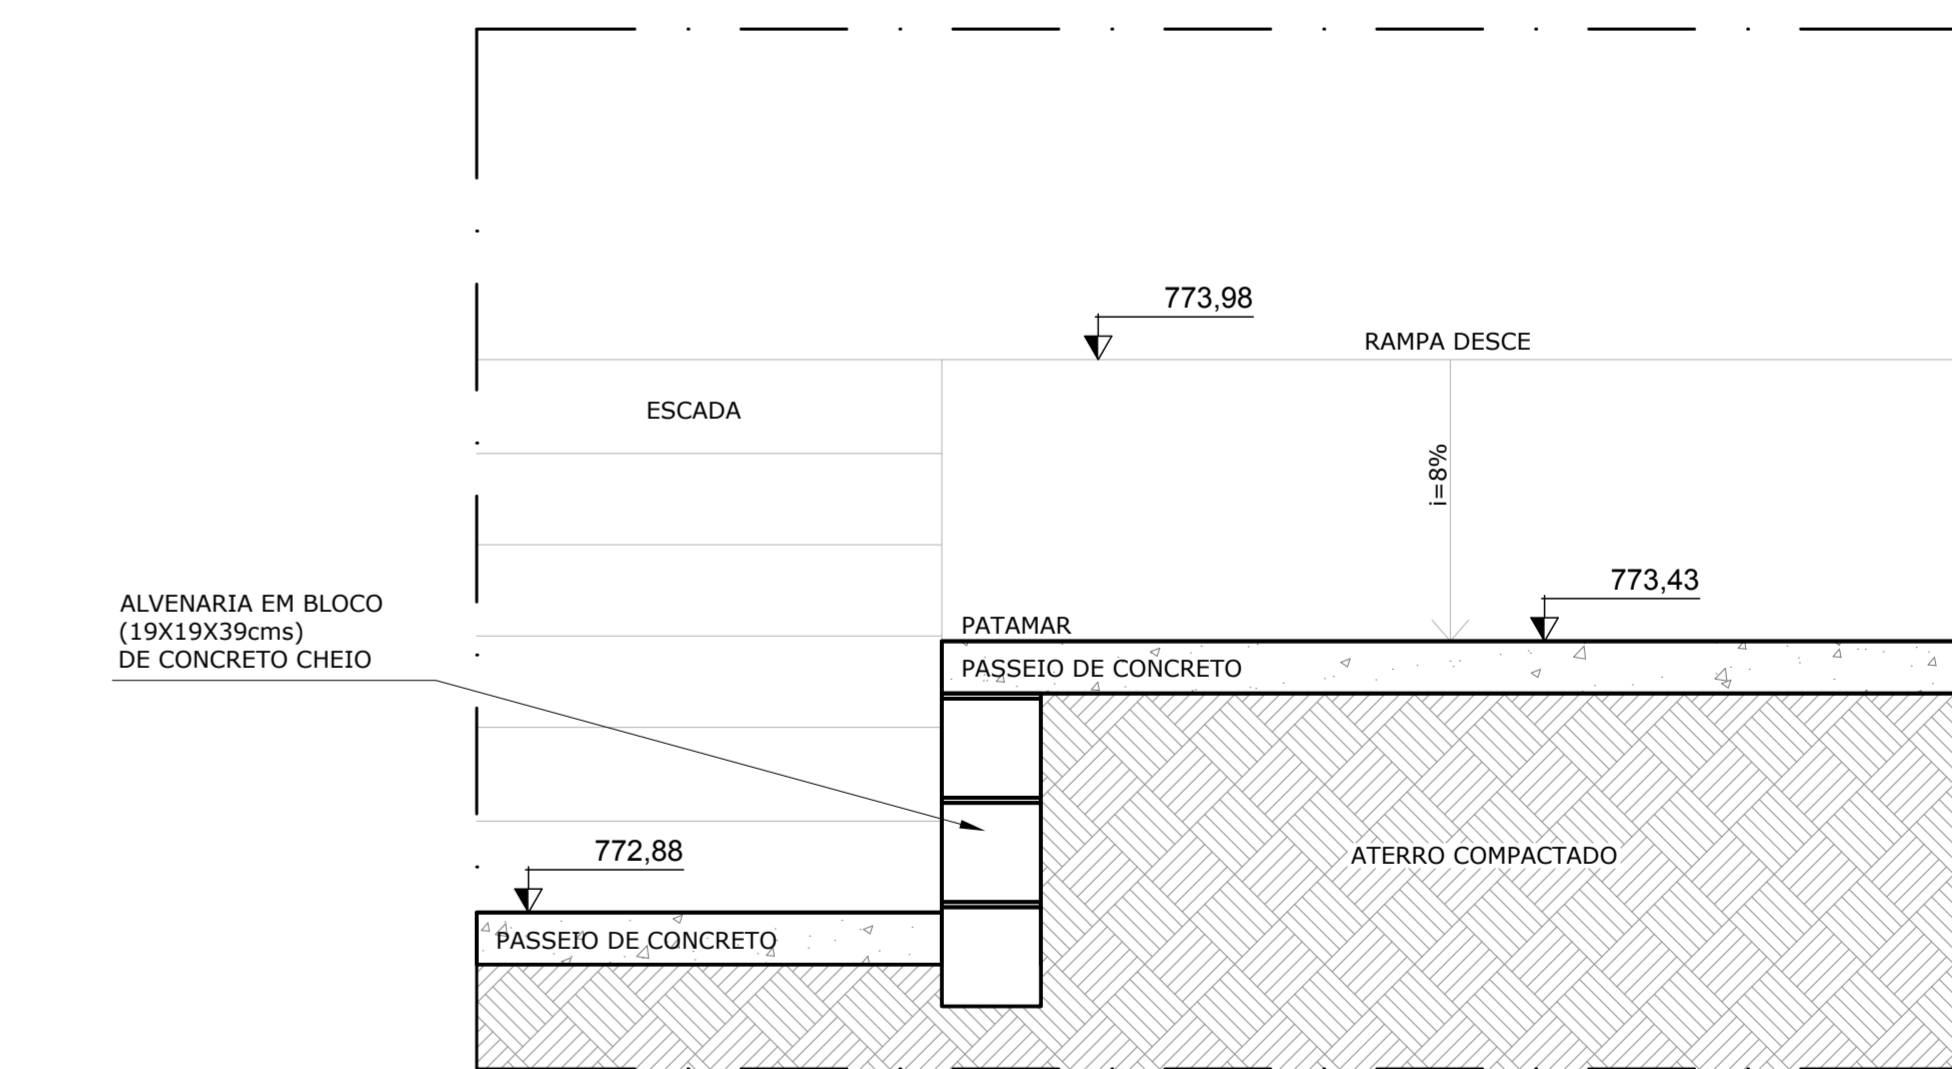 773,98
RAMPA DESCE
ESCADA
i=8%
773,43
ALVENARIA EM BLOCO
(19X19X39cms)
DE CONCRETO CHEIO
PATAMAR
PASSEIO DE CONCRETO
772,88
ATERRO COMPACTADO
PASSEIO DE CONCRETO